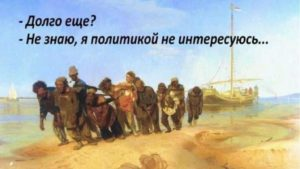 - Долго еще?
- Не знаю, я политикой не интересуюсь...